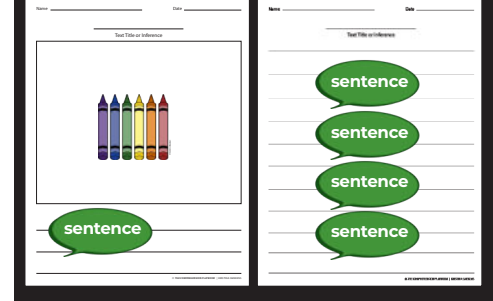 Name
Date
Text Title or Inference
sentence
Name
Date
Text Title or Inference
sentence
sentence
sentence
sentence